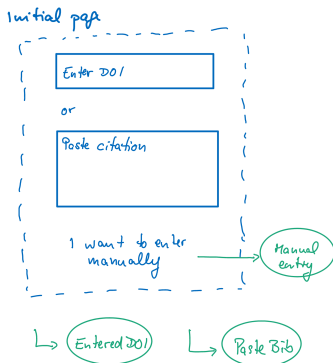 Initial page
Enter DOI
or
Paste citation
I want to enter
manually
Manual
entry
Entered DOI
Paste Bib